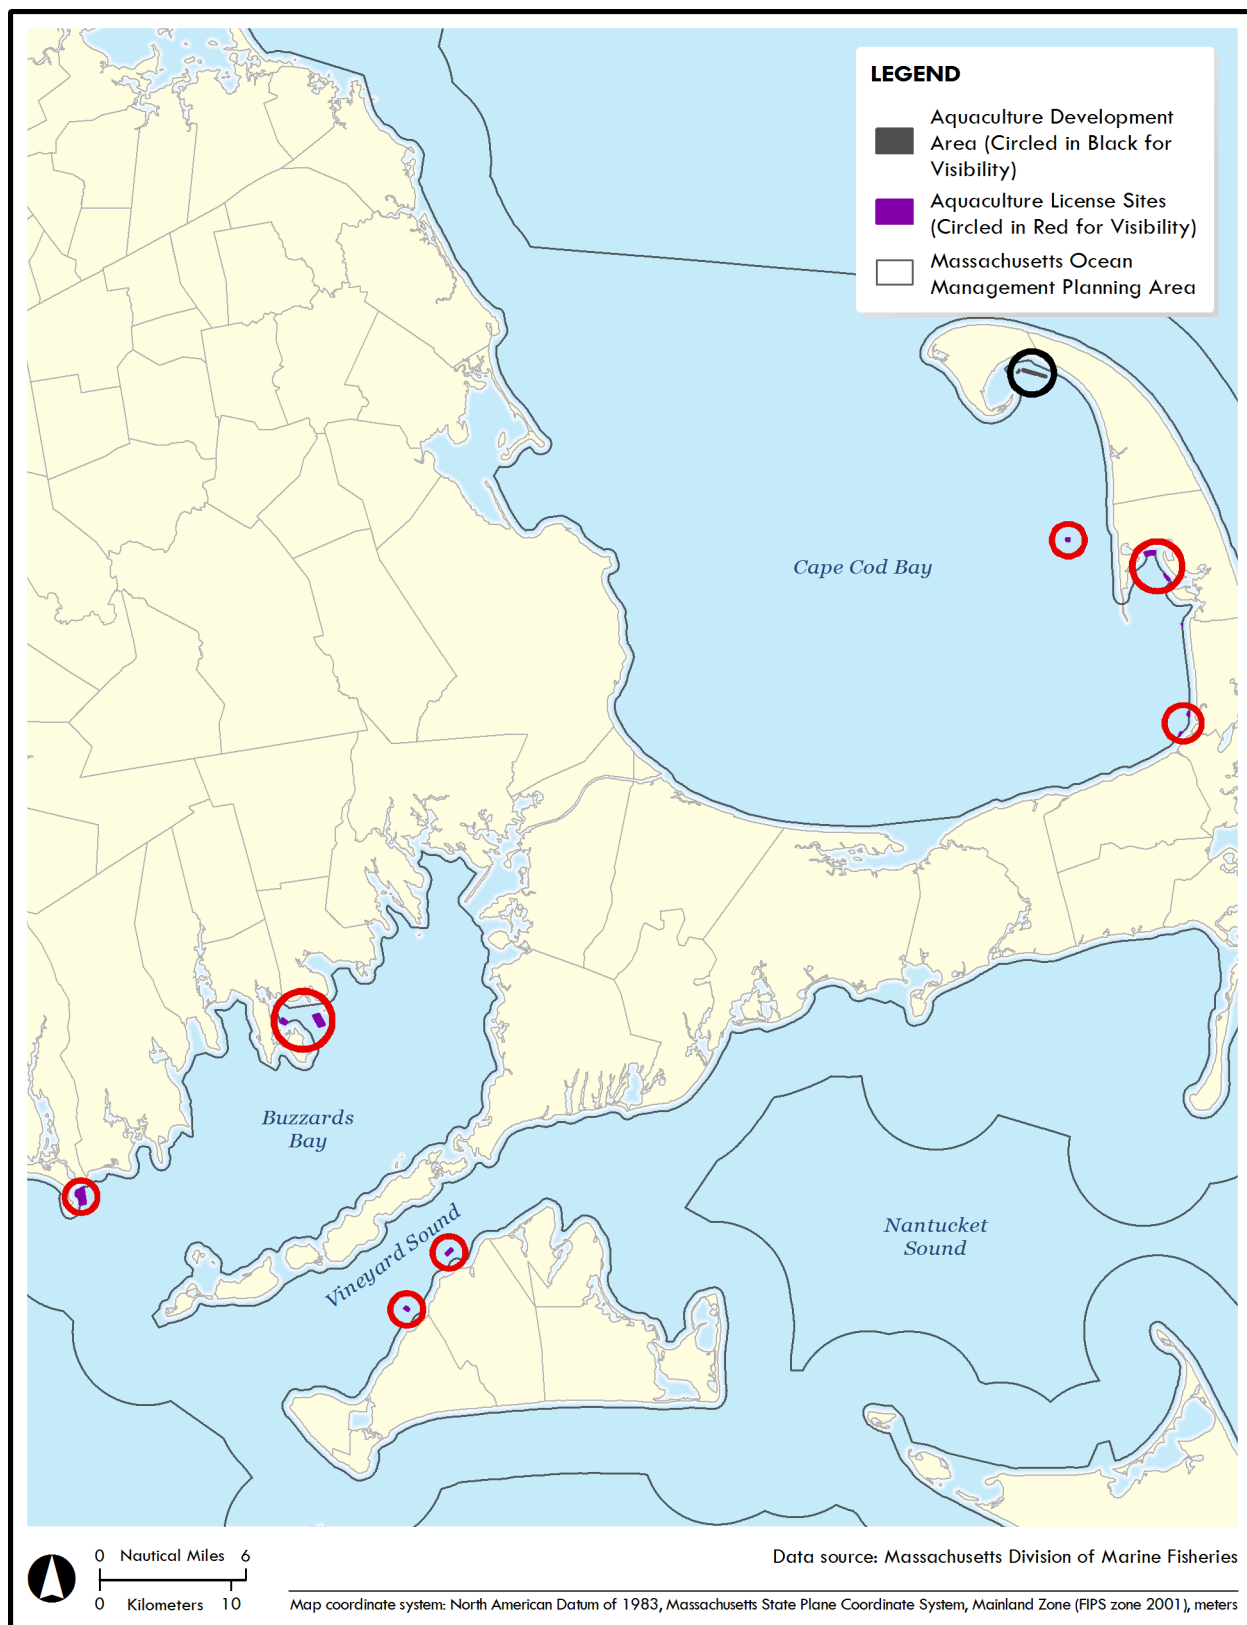 LEGEND
Aquaculture Development
Area (Circled in Black for
Visibility)
Aquaculture License Sites
(Circled in Red for Visibility)
Massachusetts Ocean
Management Planning Area
Cape Cod Bay
Buzzards
Bay
Vineyard Sound
Nantucket
Sound
0 Nautical Miles 6
0 Kilometers 10
Data source: Massachusetts Division of Marine Fisheries
Map coordinate system: North American Datum of 1983, Massachusetts State Plane Coordinate System, Mainland Zone (FIPS zone 2001), meters